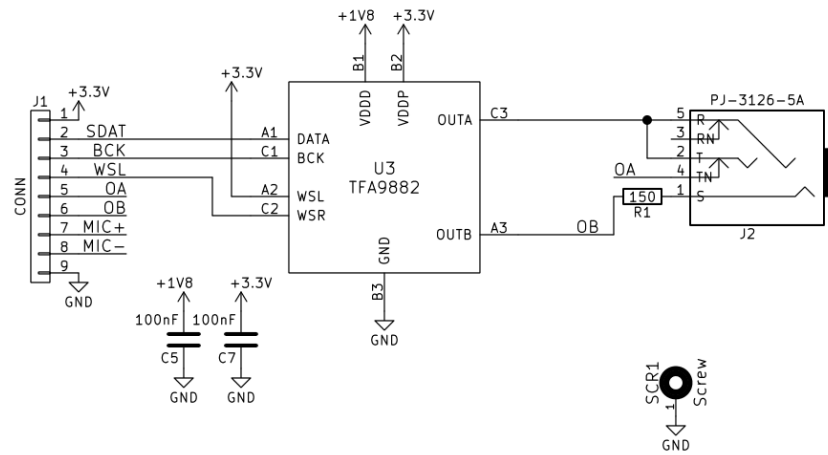 +1V8
+3.3V
B1
B2
VDDD
VDDP
+3.3V
J1
+3.3V
CONN
1
2 SDAT
3 BCK
4 WSL
5 OA
6 OB
7 MIC+
8 MIC-
9
GND
A1 DATA
C1 BCK
A2 WSL
C2 WSR
U3
TFA9882
OUTA C3
OUTB A3
OB
GND
B3
GND
PJ-3126-5A
5 R
3 RN
2 T
OA 4 TN
1 S
150
R1
J2
+1V8
+3.3V
100nF
100nF
C5
C7
GND
GND
SCR1
Screw
1
GND